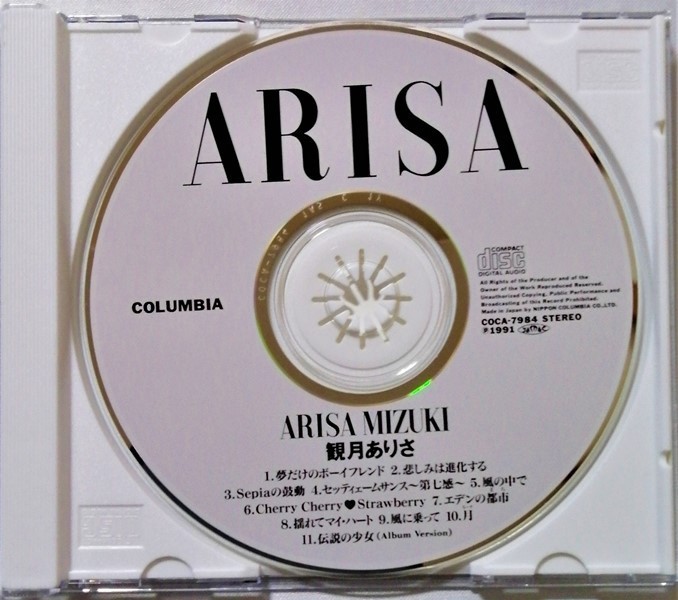 ARISA
COMPACT
disc
DIGITAL AUDIO
COLUMBIA
All Rights of the Producer and of the
Owner of the Work Reproduced Reserved.
Unauthorized Copying, Public Performance and
Broadcasting of this Record Prohibited.
Made in Japan by NIPPON COLUMBIA CO.,LTD.
COCA-7984 STEREO
℗1991
ARISA MIZUKI
観月ありさ
1.夢だけのボーイフレンド 2.悲しみは進化する
3.Sepiaの鼓動 4.セッティエームサンス〜第七感〜 5.風の中で
6.Cherry Cherry♥Strawberry 7.エデンの都市
8.揺れてマイ・ハート 9.風に乗って 10.月
11.伝説の少女(Album Version)